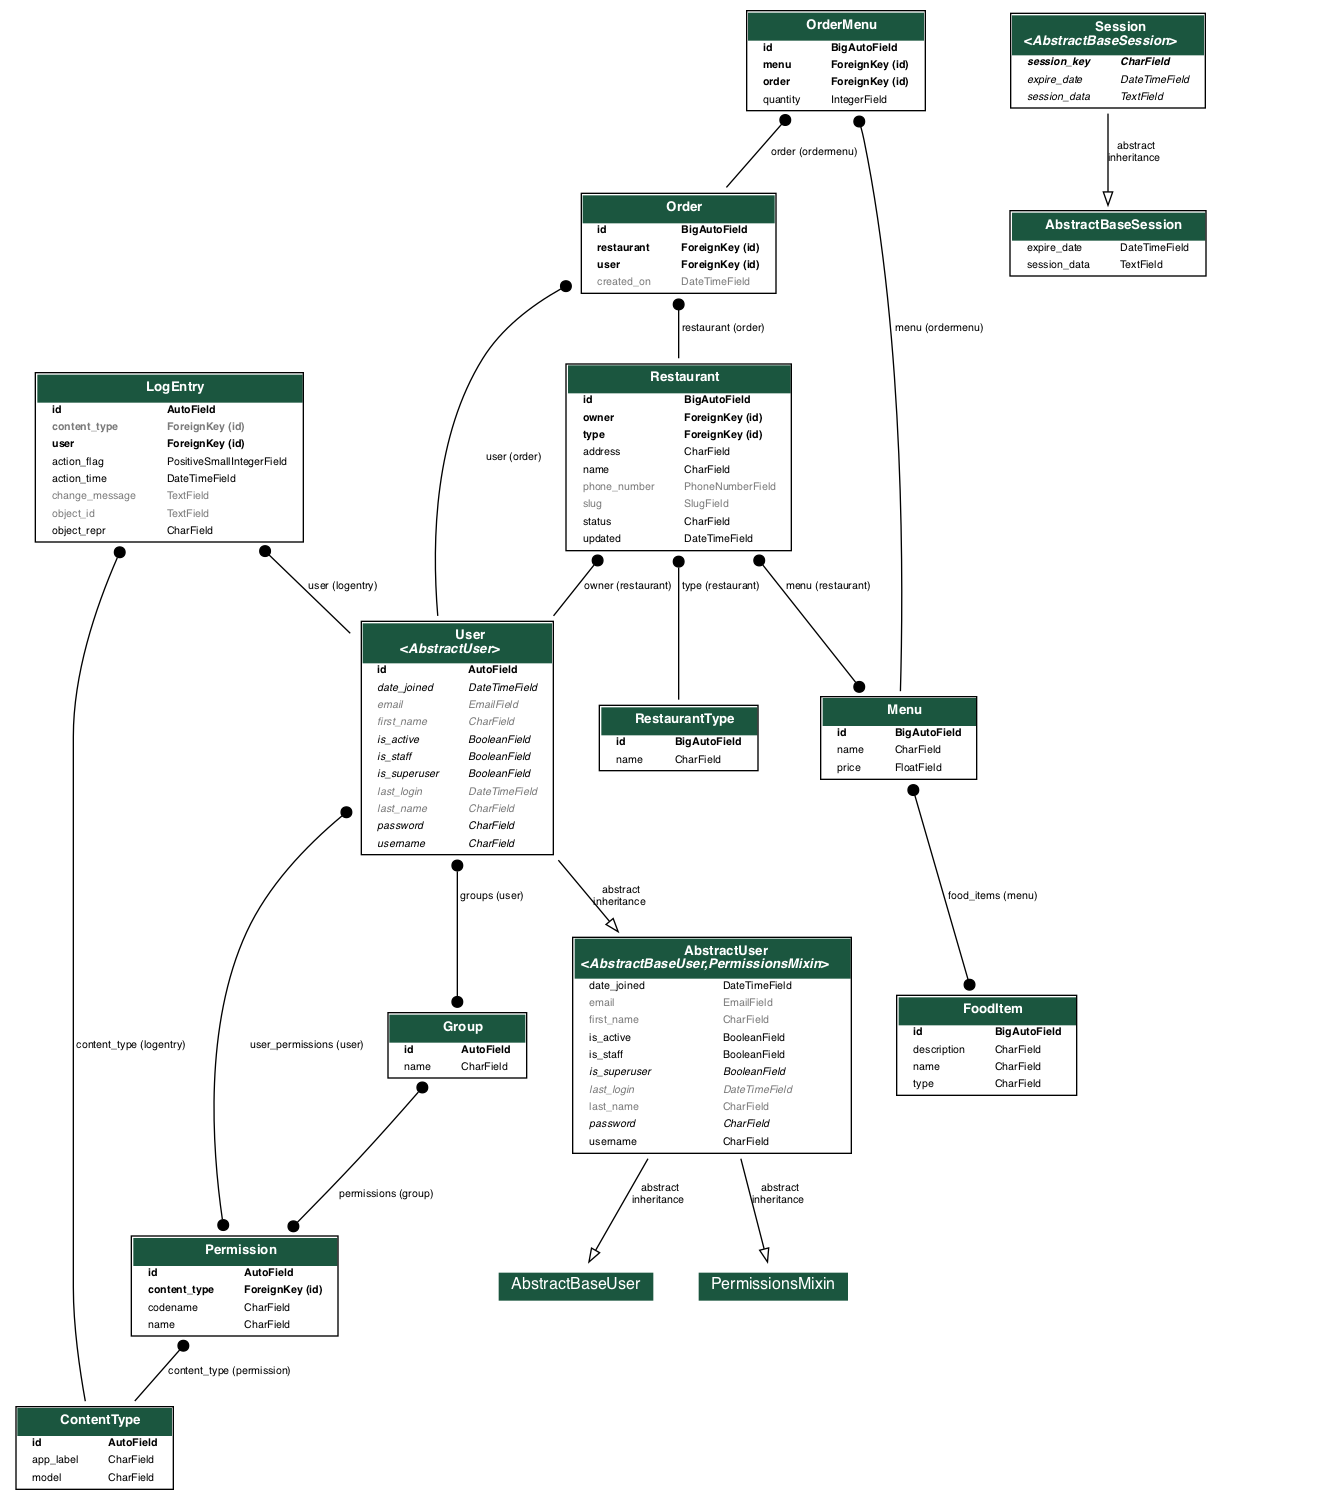 OrderMenu
id BigAutoField
menu ForeignKey (id)
order ForeignKey (id)
quantity IntegerField
Session
<AbstractBaseSession>
session_key CharField
expire_date DateTimeField
session_data TextField
order (ordermenu)
abstract
inheritance
Order
id BigAutoField
restaurant ForeignKey (id)
user ForeignKey (id)
created_on DateTimeField
AbstractBaseSession
expire_date DateTimeField
session_data TextField
restaurant (order)
menu (ordermenu)
user (order)
LogEntry
id AutoField
content_type ForeignKey (id)
user ForeignKey (id)
action_flag PositiveSmallIntegerField
action_time DateTimeField
change_message TextField
object_id TextField
object_repr CharField
Restaurant
id BigAutoField
owner ForeignKey (id)
type ForeignKey (id)
address CharField
name CharField
phone_number PhoneNumberField
slug SlugField
status CharField
updated DateTimeField
user (logentry)
owner (restaurant)
type (restaurant)
menu (restaurant)
User
<AbstractUser>
id AutoField
date_joined DateTimeField
email EmailField
first_name CharField
is_active BooleanField
is_staff BooleanField
is_superuser BooleanField
last_login DateTimeField
last_name CharField
password CharField
username CharField
RestaurantType
id BigAutoField
name CharField
Menu
id BigAutoField
name CharField
price FloatField
groups (user)
abstract
inheritance
food_items (menu)
AbstractUser
<AbstractBaseUser,PermissionsMixin>
date_joined DateTimeField
email EmailField
first_name CharField
is_active BooleanField
is_staff BooleanField
is_superuser BooleanField
last_login DateTimeField
last_name CharField
password CharField
username CharField
FoodItem
id BigAutoField
description CharField
name CharField
type CharField
Group
id AutoField
name CharField
content_type (logentry)
user_permissions (user)
permissions (group)
abstract
inheritance
abstract
inheritance
Permission
id AutoField
content_type ForeignKey (id)
codename CharField
name CharField
AbstractBaseUser
PermissionsMixin
content_type (permission)
ContentType
id AutoField
app_label CharField
model CharField